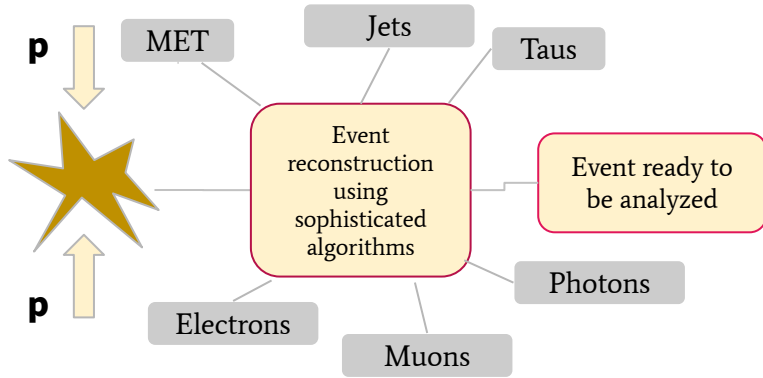 p
MET
Jets
Taus
Event
reconstruction
using
sophisticated
algorithms
Event ready to
be analyzed
p
Electrons
Muons
Photons